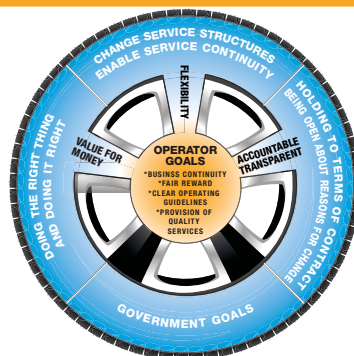 CHANGE SERVICE STRUCTURES
ENABLE SERVICE CONTINUITY
FLEXIBILITY
VALUE FOR
MONEY
ACCOUNTABLE
TRANSPARENT
DOING THE RIGHT THING
AND DOING IT RIGHT
HOLDING TO TERMS OF CONTRACT
BEING OPEN ABOUT REASONS FOR CHANGE
OPERATOR
GOALS
*BUSINSS CONTINUITY
*FAIR REWARD
*CLEAR OPERATING
GUIDELINES
*PROVISION OF
QUALITY
SERVICES
GOVERNMENT GOALS